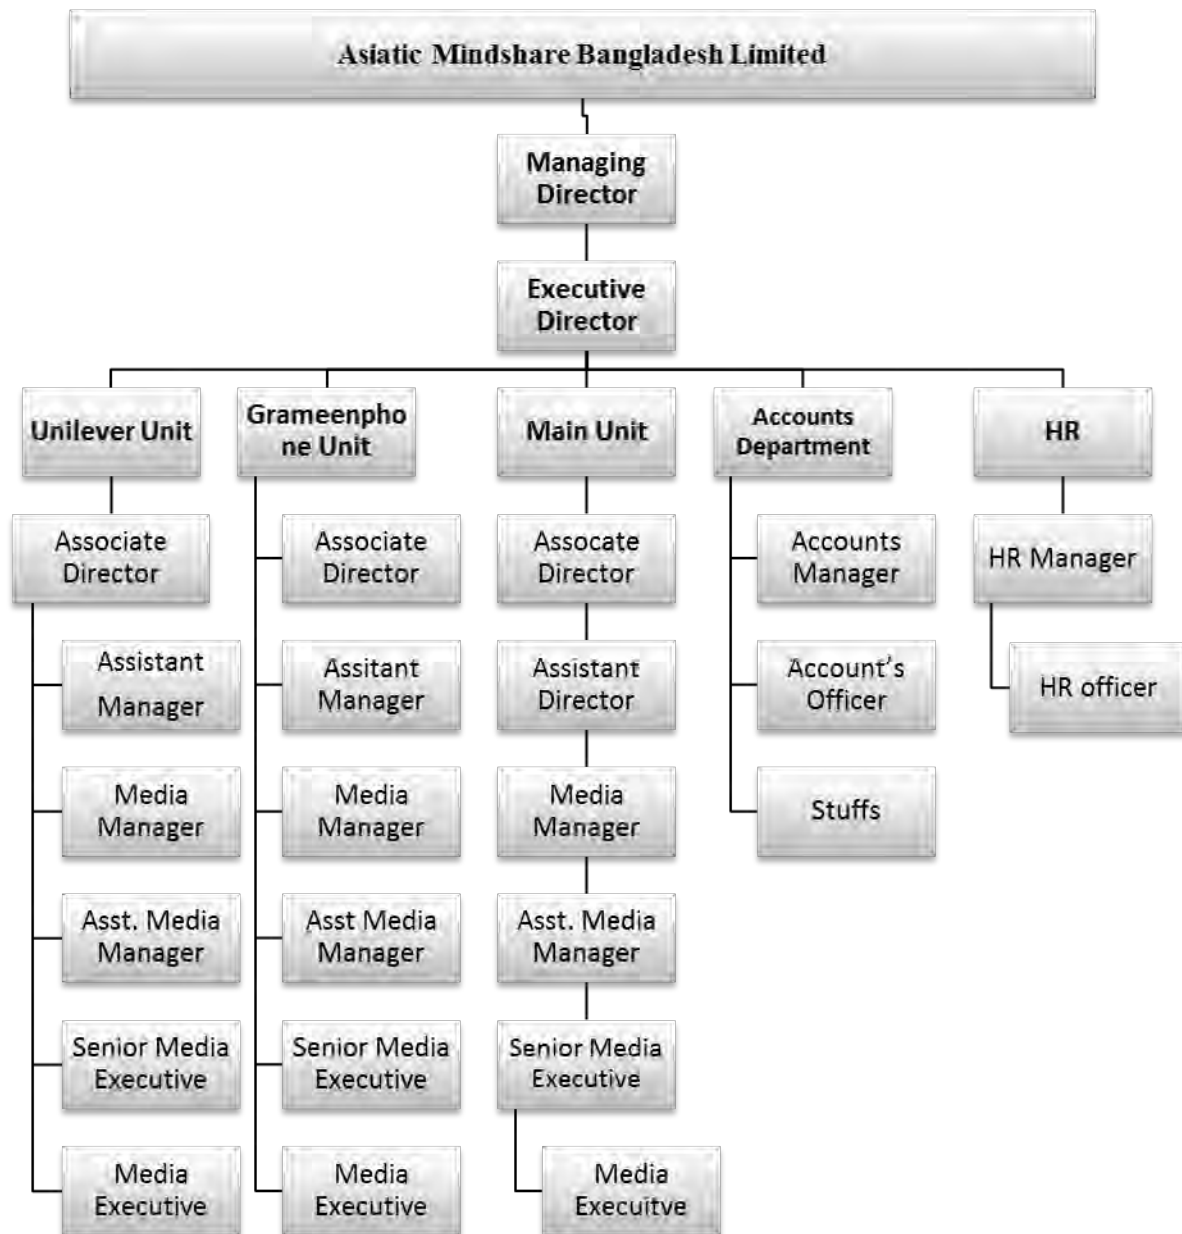 Asiatic Mindshare Bangladesh Limited
Managing
Director
Executive
Director
Unilever Unit
Grameenpho
ne Unit
Main Unit
Accounts
Department
HR
Associate
Director
Associate
Director
Assocate
Director
Accounts
Manager
HR Manager
Assistant
Manager
Assitant
Manager
Assistant
Director
Account’s
Officer
HR officer
Media
Manager
Media
Manager
Media
Manager
Stuffs
Asst. Media
Manager
Asst Media
Manager
Asst. Media
Manager
Senior Media
Executive
Senior Media
Executive
Senior Media
Executive
Media
Executive
Media
Executive
Media
Execuitve